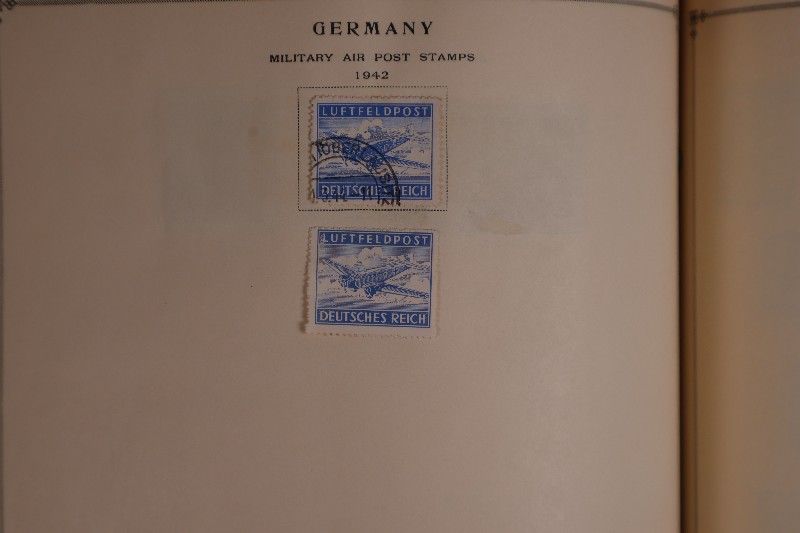 GERMANY
MILITARY AIR POST STAMPS
1942
LUFTFELDPOST
DEUTSCHES REICH
LUFTFELDPOST
DEUTSCHES REICH